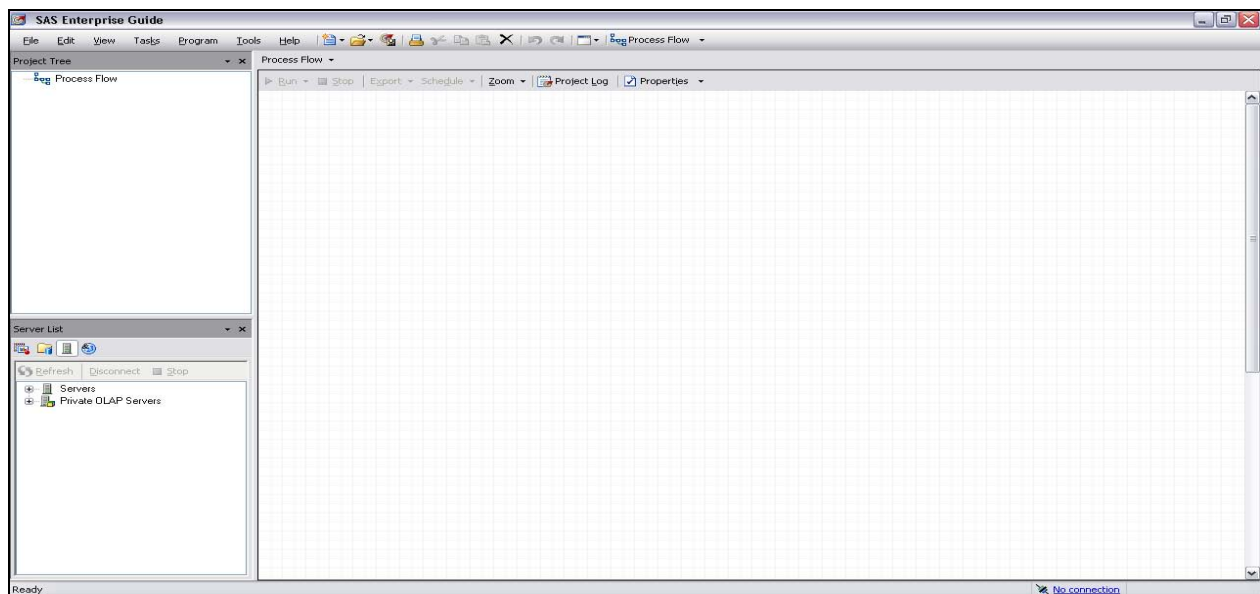 SAS Enterprise Guide
File Edit View Tasks Program Tools Help Process Flow
Project Tree
Process Flow
Process Flow
Run Stop Export Schedule Zoom Project Log Properties
Server List
Refresh Disconnect Stop
Servers
Private OLAP Servers
Ready No connection